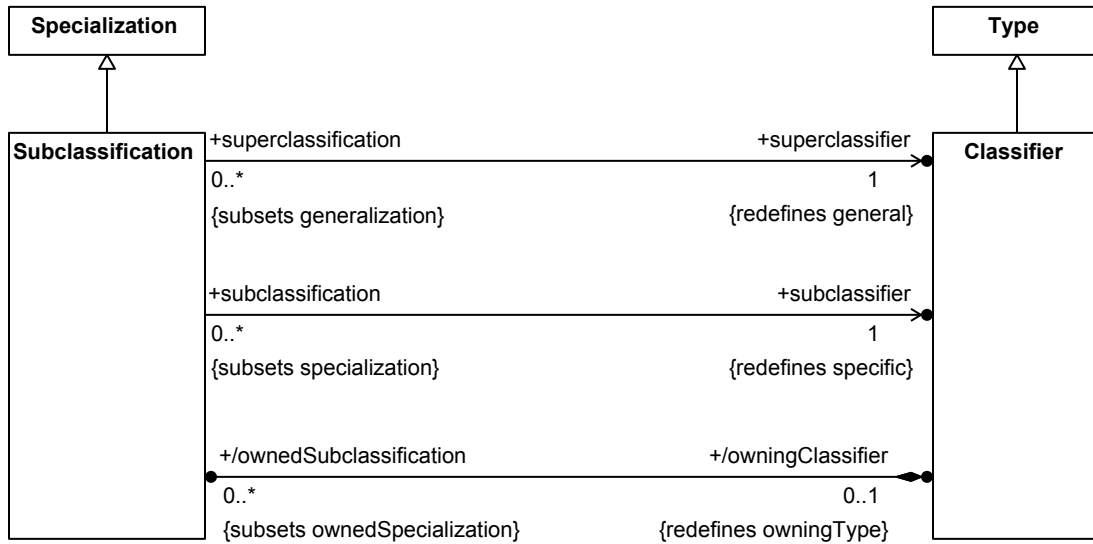 Specialization
Type
Subclassification
Classifier
+superclassification
+superclassifier
0..*
1
{subsets generalization}
{redefines general}
+subclassification
+subclassifier
0..*
1
{subsets specialization}
{redefines specific}
+/ownedSubclassification
+/owningClassifier
0..*
0..1
{subsets ownedSpecialization}
{redefines owningType}